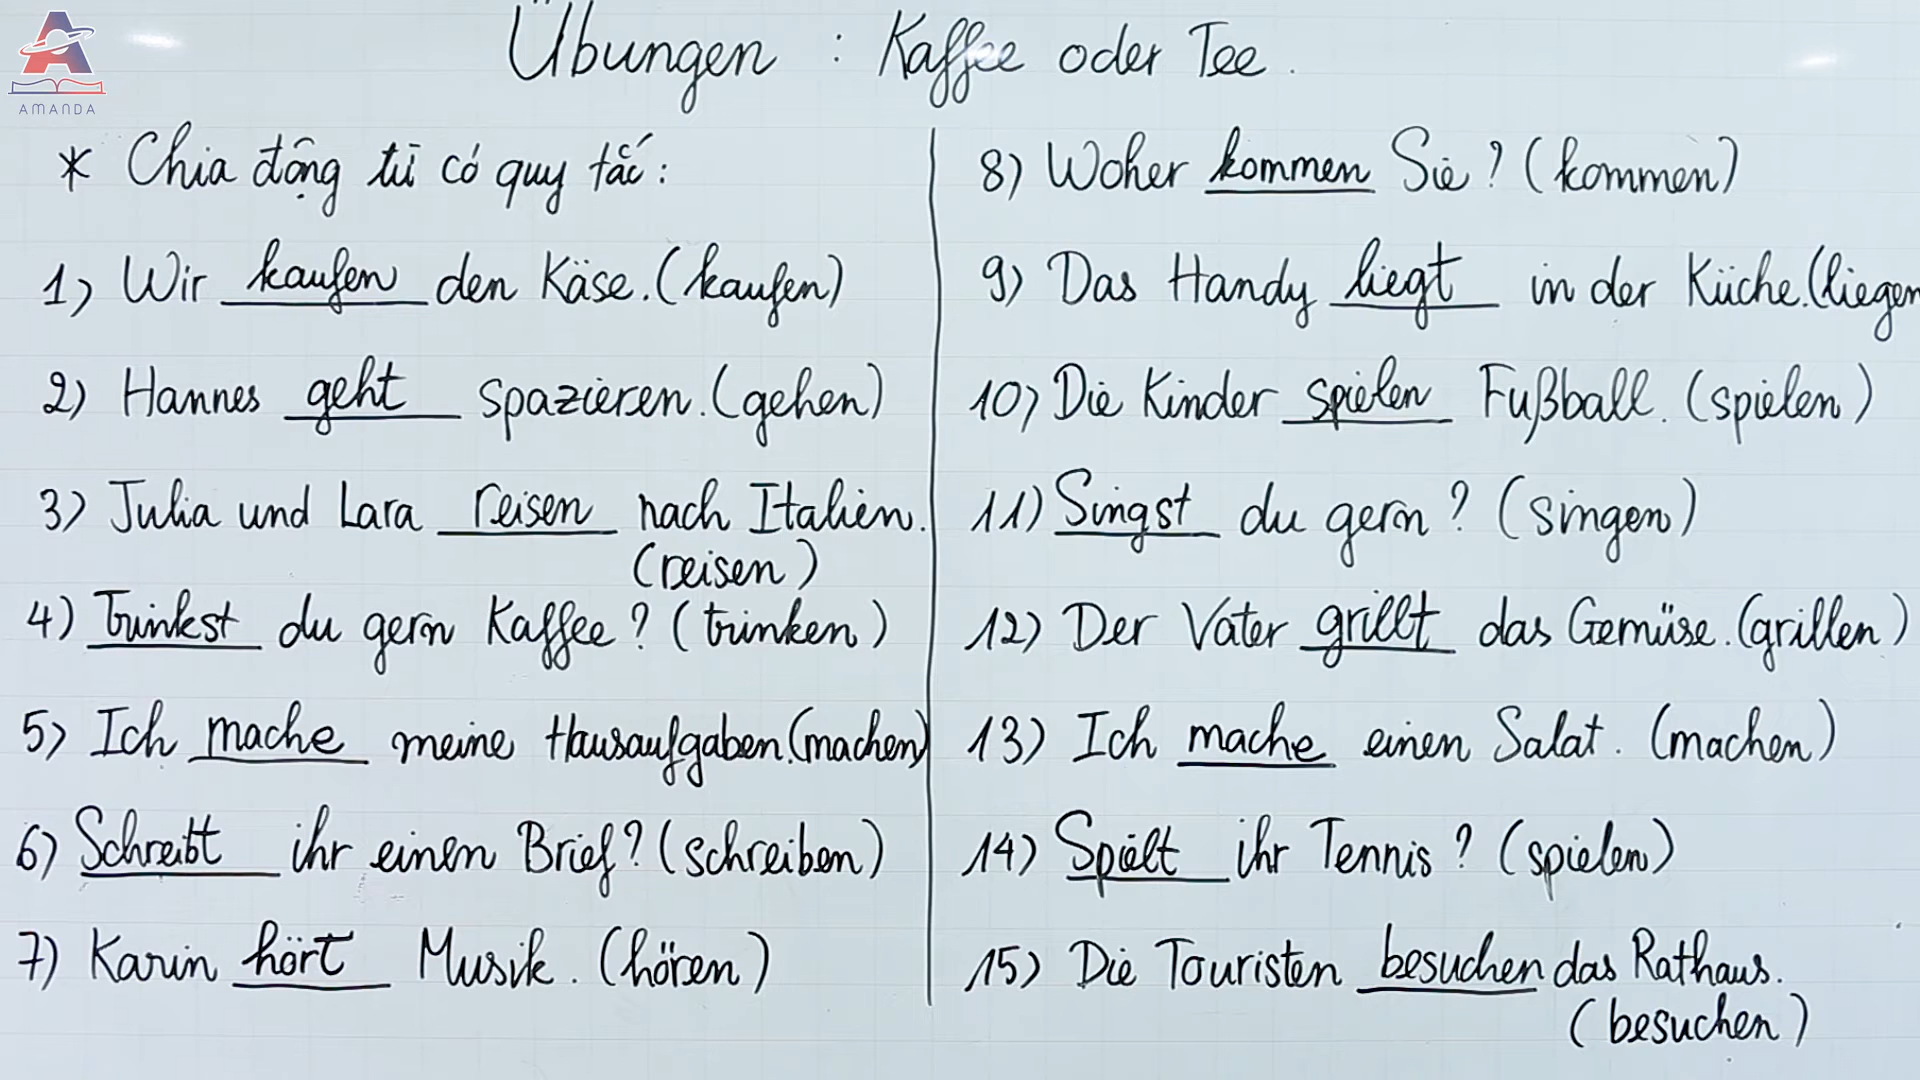 AMANDA
Übungen : Kaffee oder Tee.
* Chia động từ có quy tắc:
1) Wir kaufen den Käse. (kaufen)
2) Hannes geht spazieren. (gehen)
3) Julia und Lara reisen nach Italien.
(reisen)
4) Trinkst du gern Kaffee? (trinken)
5) Ich mache meine Hausaufgaben. (machen)
6) Schreibt ihr einen Brief? (schreiben)
7) Karin hört Musik. (hören)
8) Woher kommen Sie? (kommen)
9) Das Handy liegt in der Küche. (liegen
10) Die Kinder spielen Fußball. (spielen)
11) Singst du gern? (singen)
12) Der Vater grillt das Gemüse. (grillen)
13) Ich mache einen Salat. (machen)
14) Spielt ihr Tennis? (spielen)
15) Die Touristen besuchen das Rathaus.
(besuchen)